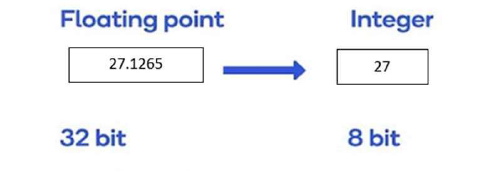 Floating point Integer
27.1265 27
32 bit 8 bit